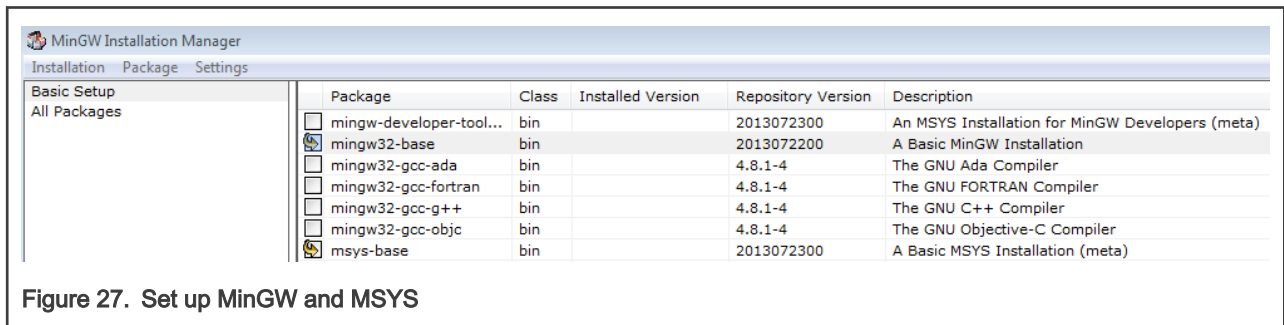 MinGW Installation Manager
Installation Package Settings
Basic Setup
All Packages
Package Class Installed Version Repository Version Description
mingw-developer-tool... bin 2013072300 An MSYS Installation for MinGW Developers (meta)
mingw32-base bin 2013072200 A Basic MinGW Installation
mingw32-gcc-ada bin 4.8.1-4 The GNU Ada Compiler
mingw32-gcc-fortran bin 4.8.1-4 The GNU FORTRAN Compiler
mingw32-gcc-g++ bin 4.8.1-4 The GNU C++ Compiler
mingw32-gcc-objc bin 4.8.1-4 The GNU Objective-C Compiler
msys-base bin 2013072300 A Basic MSYS Installation (meta)
Figure 27. Set up MinGW and MSYS